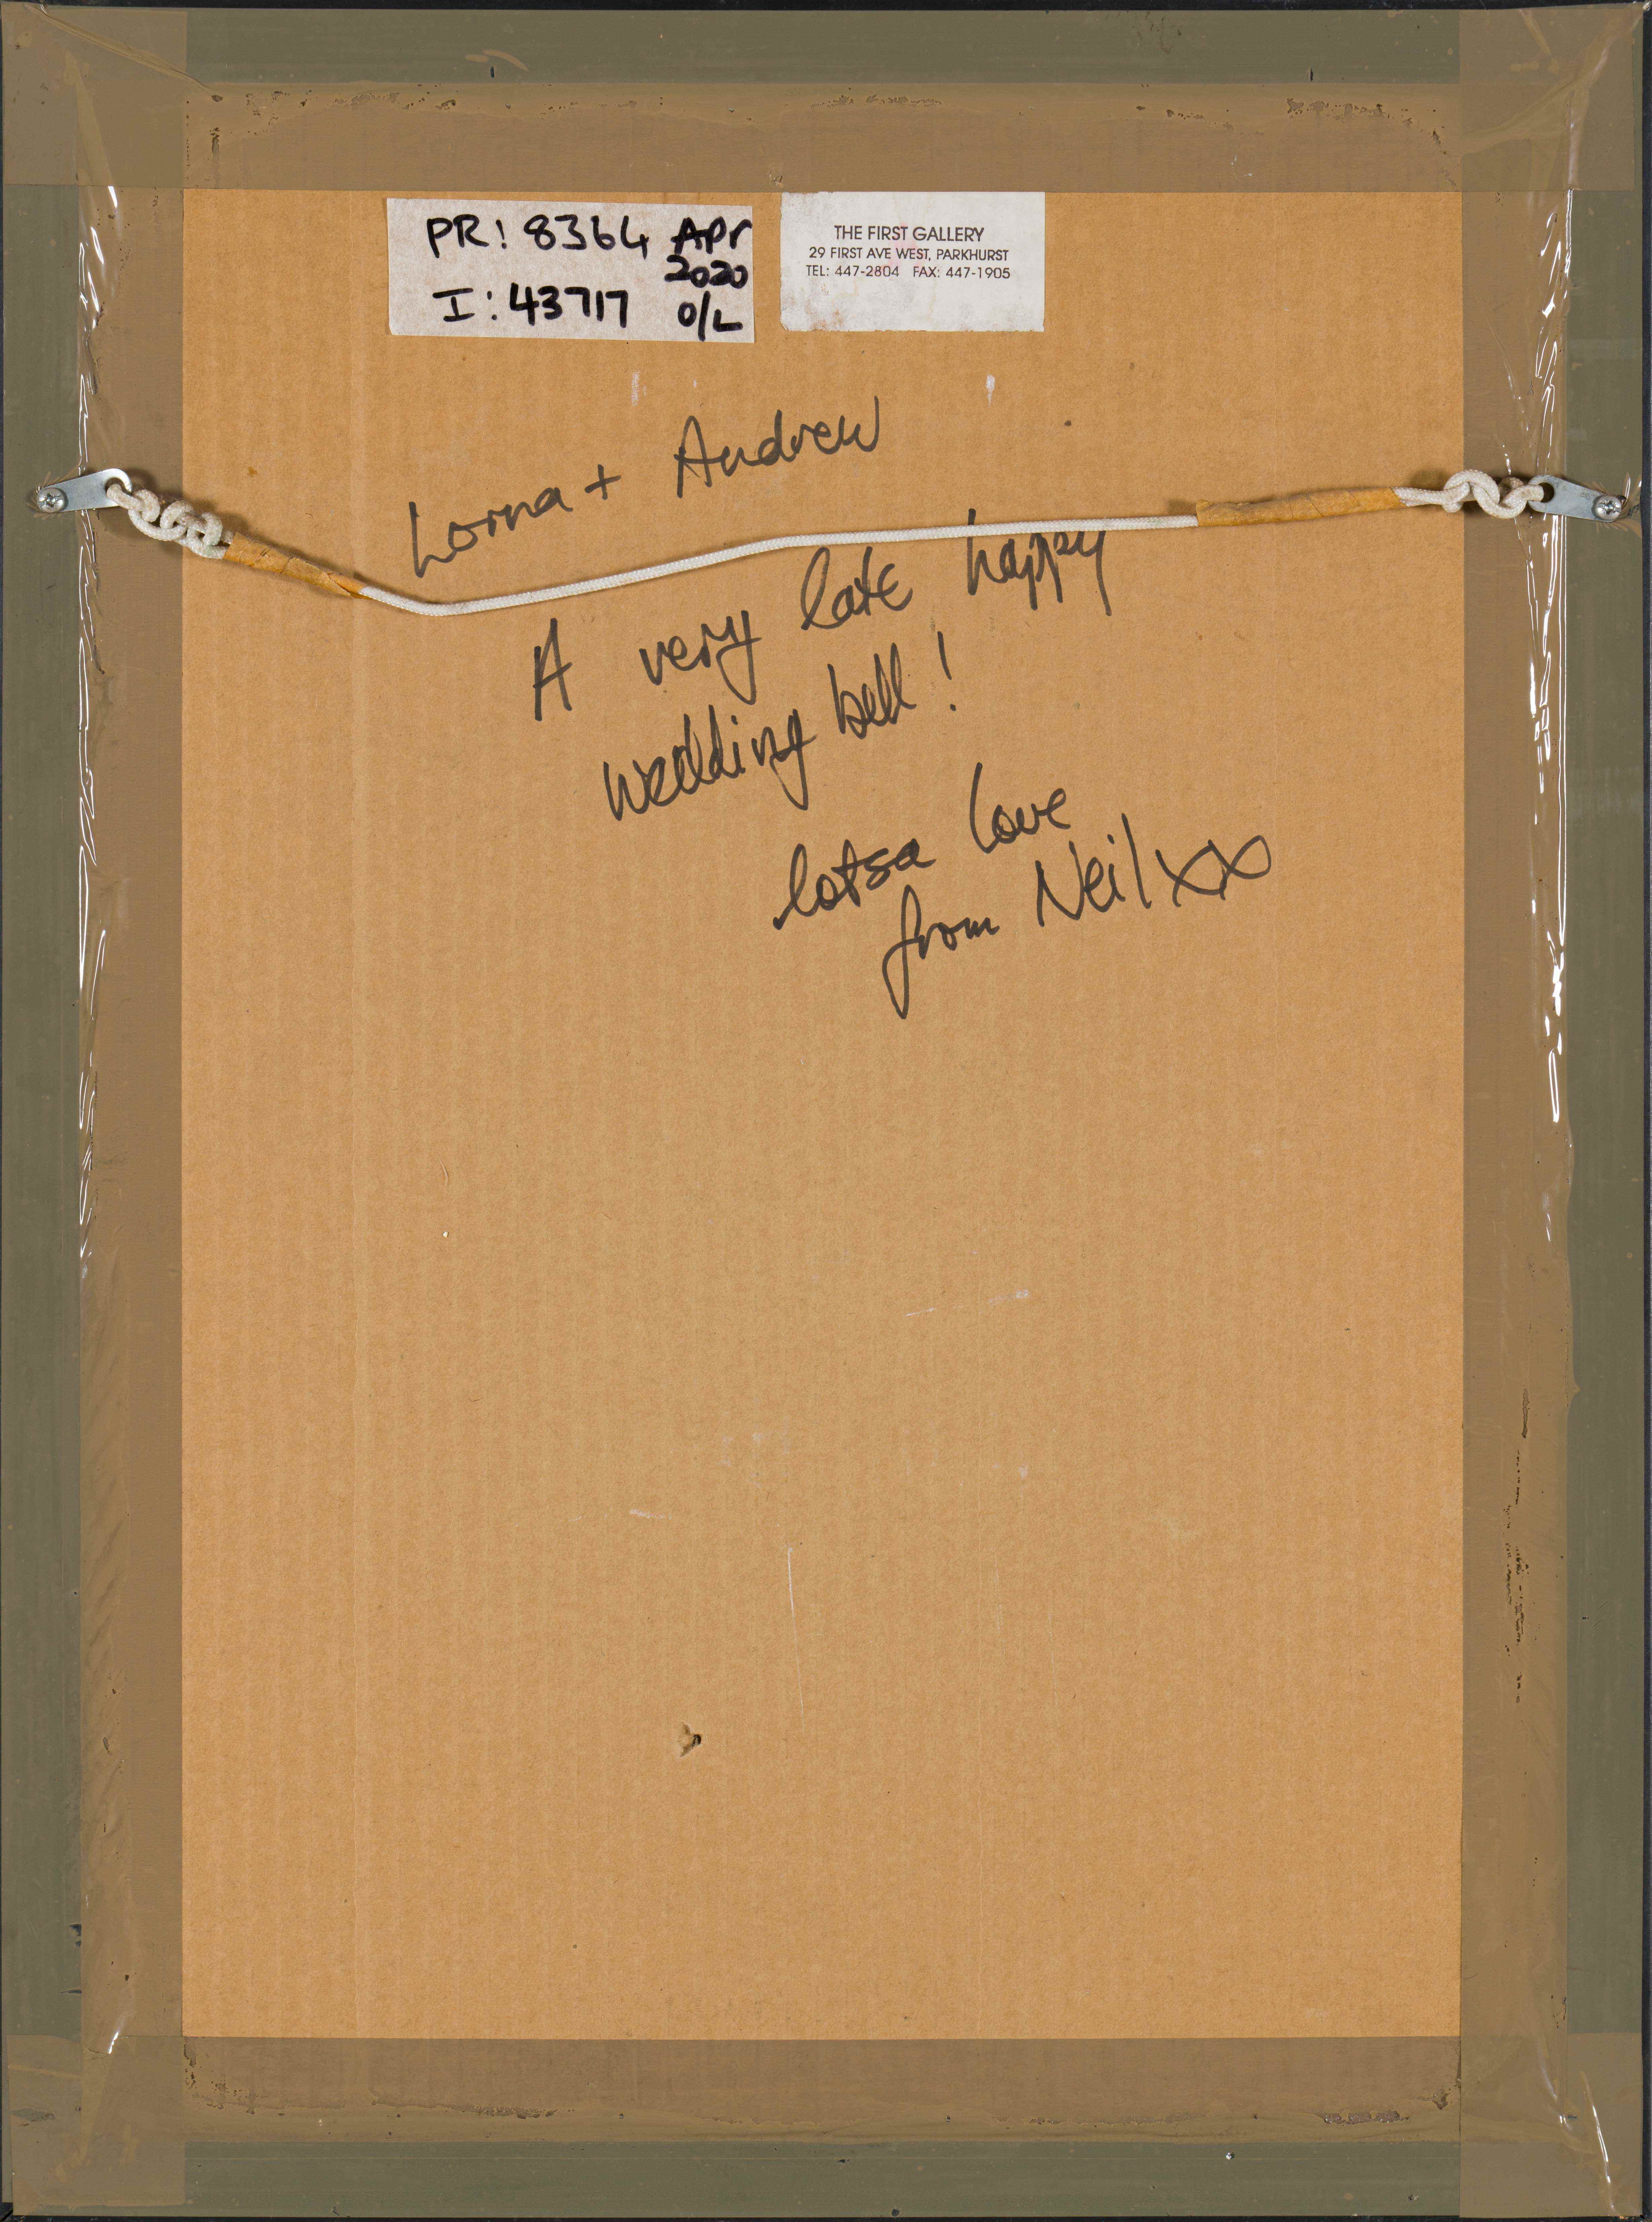 PR: 8364 Apr
2020
I: 43717 O/L
THE FIRST GALLERY
29 FIRST AVE WEST, PARKHURST
TEL: 447-2804 FAX: 447-1905
Lorna + Andrew
A very late happy
wedding bell!
lotsa love
from Neil xx